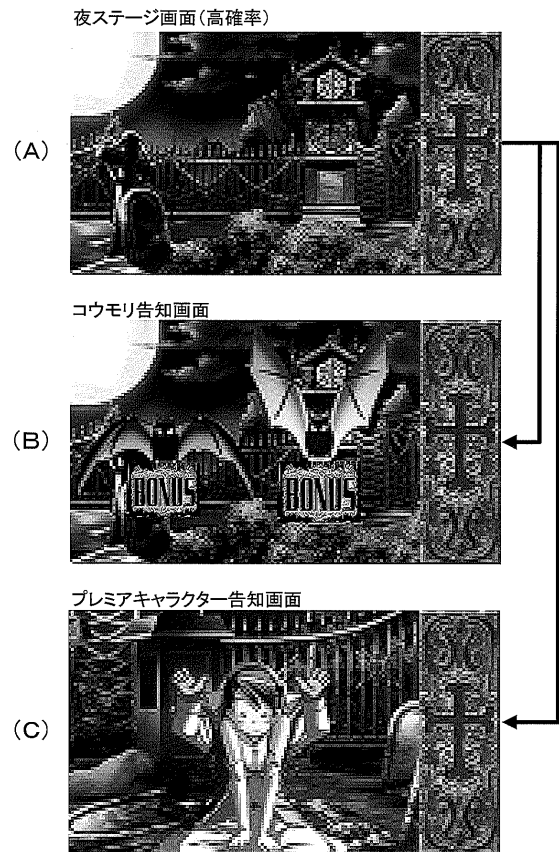 夜ステージ画面(高確率)
(A)
コウモリ告知画面
(B)
BONUS
BONUS
プレミアキャラクター告知画面
(C)